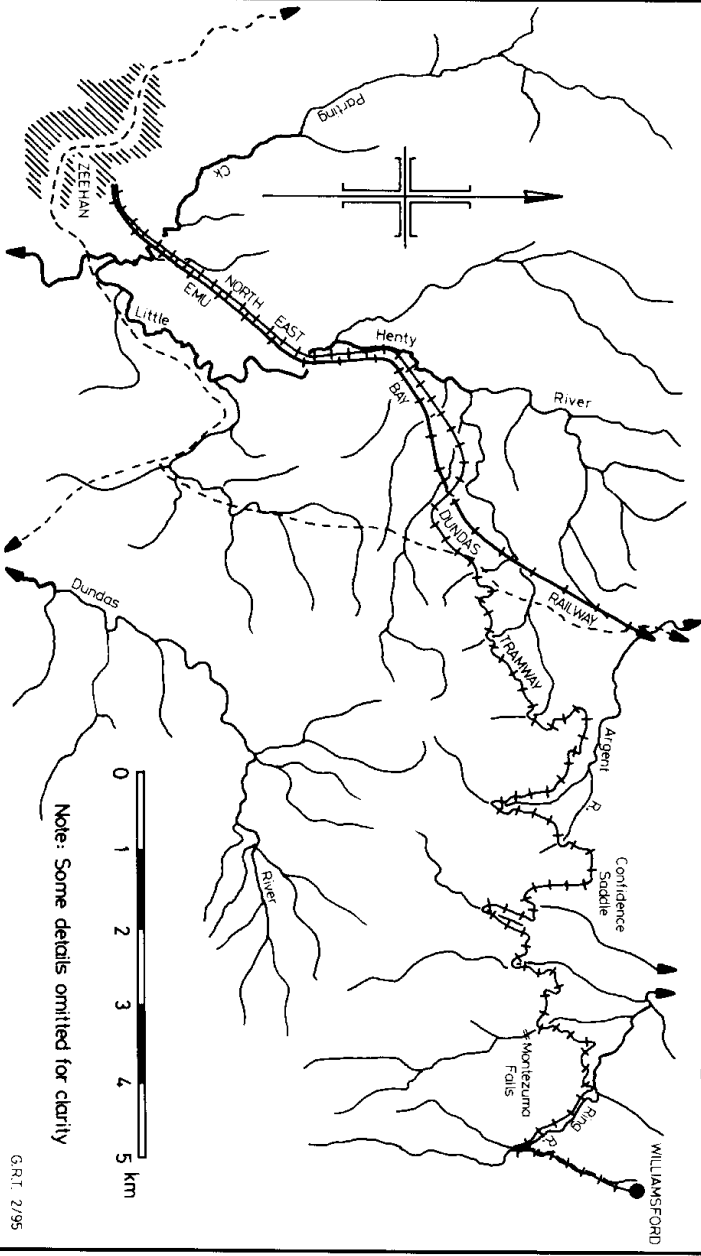 Parting
Ck
ZEEHAN
NORTH EAST
EMU BAY RAILWAY
Little
Henty
River
DUNDAS TRAMWAY
Dundas
River
Argent
R.
Confidence
Saddle
Montezuma
Falls
Ring
R.
WILLIAMSFORD
0 1 2 3 4 5 km
Note: Some details omitted for clarity
G.R.T. 2/95